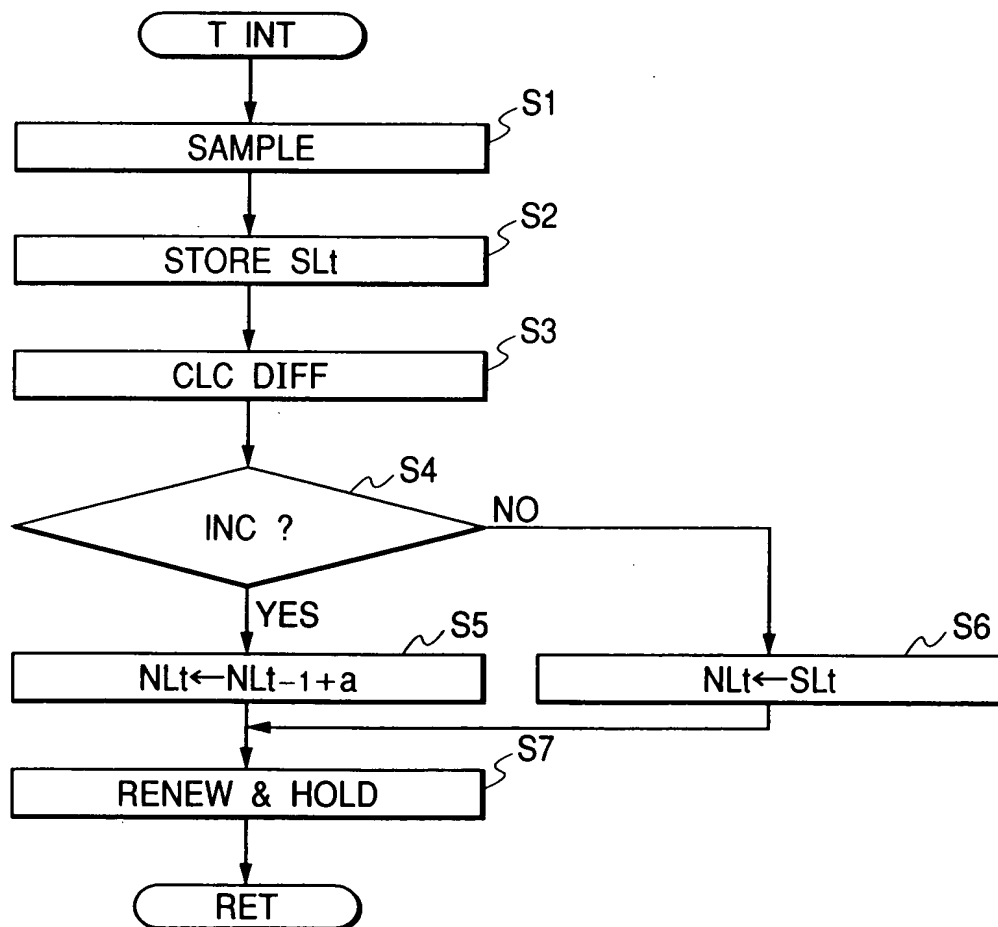 T INT
S1
SAMPLE
S2
STORE SLt
S3
CLC DIFF
S4
INC ?
NO
YES
S5
NLt←NLt-1+a
S6
NLt←SLt
S7
RENEW & HOLD
RET